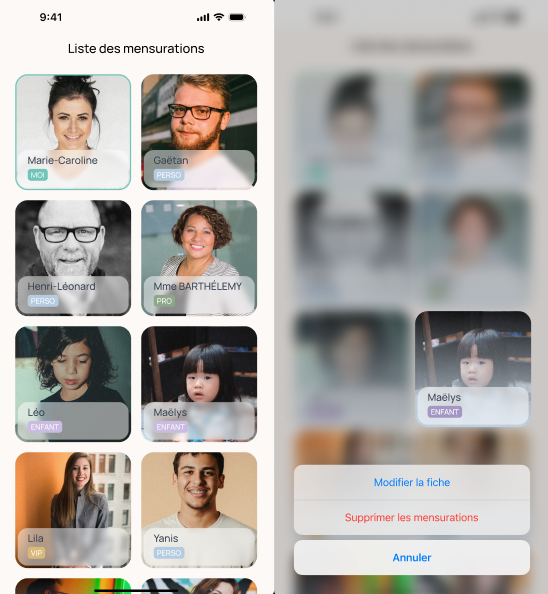 9:41
Liste des mensurations
Marie-Caroline
MOI
Gaëtan
PERSO
Henri-Léonard
PERSO
Mme BARTHÉLEMY
PRO
Léo
ENFANT
Maëlys
ENFANT
Lila
VIP
Yanis
PERSO
Maëlys
ENFANT
Modifier la fiche
Supprimer les mensurations
Annuler